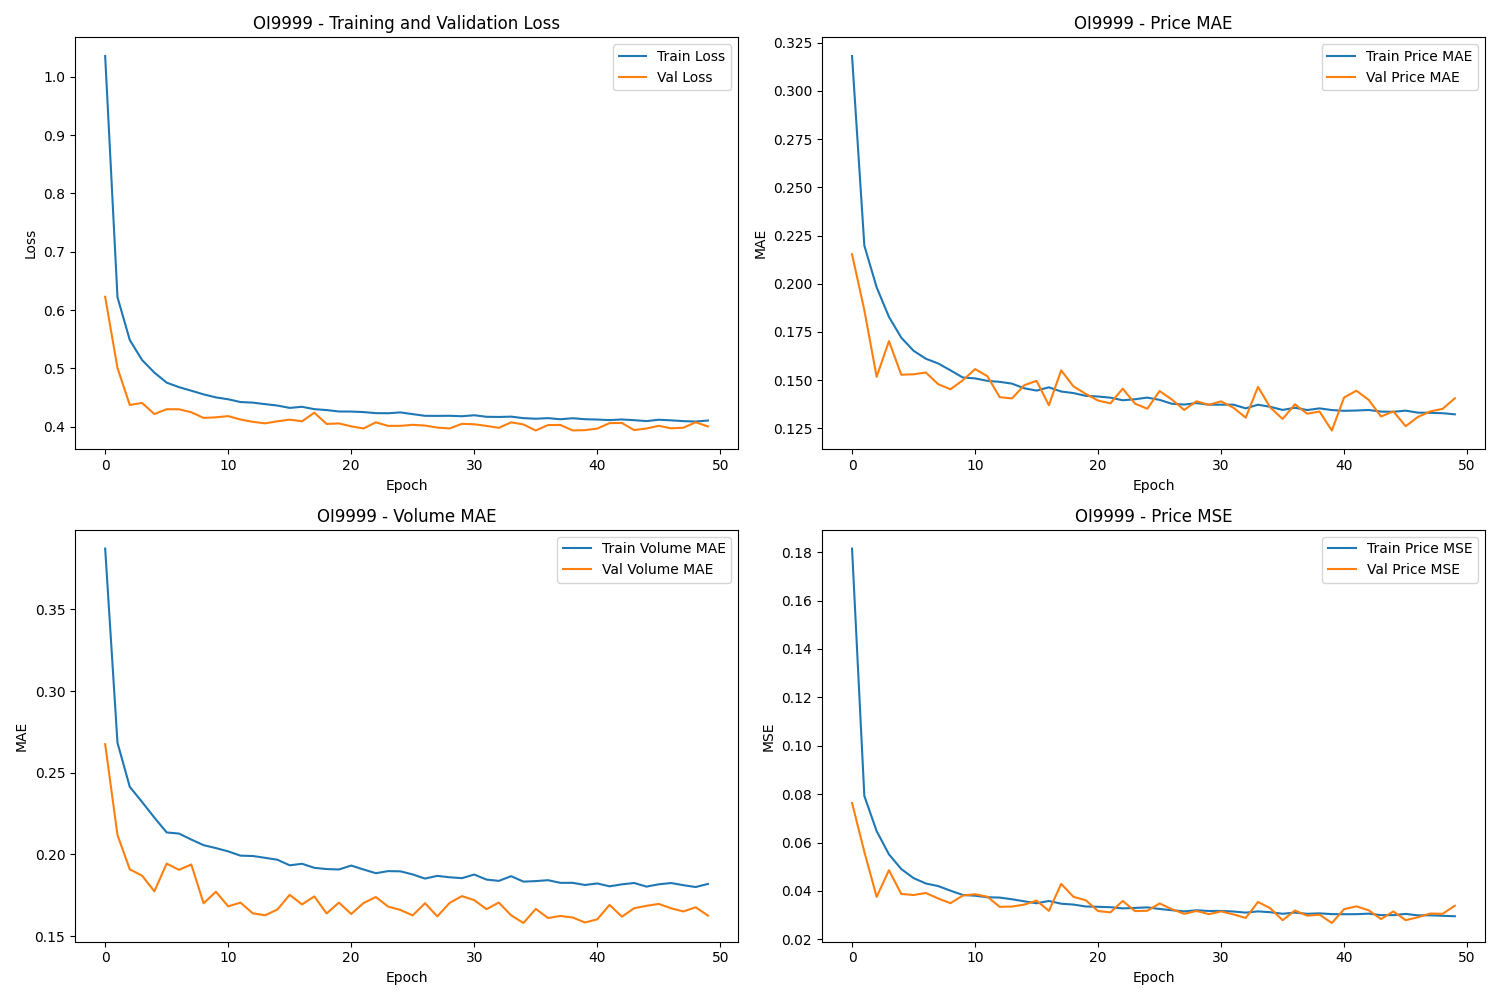 OI9999 - Training and Validation Loss
Train Loss
Val Loss
1.0
0.9
0.8
0.7
0.6
0.5
0.4
Loss
0 10 20 30 40 50
Epoch
OI9999 - Price MAE
Train Price MAE
Val Price MAE
0.325
0.300
0.275
0.250
0.225
0.200
0.175
0.150
0.125
MAE
0 10 20 30 40 50
Epoch
OI9999 - Volume MAE
Train Volume MAE
Val Volume MAE
0.35
0.30
0.25
0.20
0.15
MAE
0 10 20 30 40 50
Epoch
OI9999 - Price MSE
Train Price MSE
Val Price MSE
0.18
0.16
0.14
0.12
0.10
0.08
0.06
0.04
0.02
MSE
0 10 20 30 40 50
Epoch